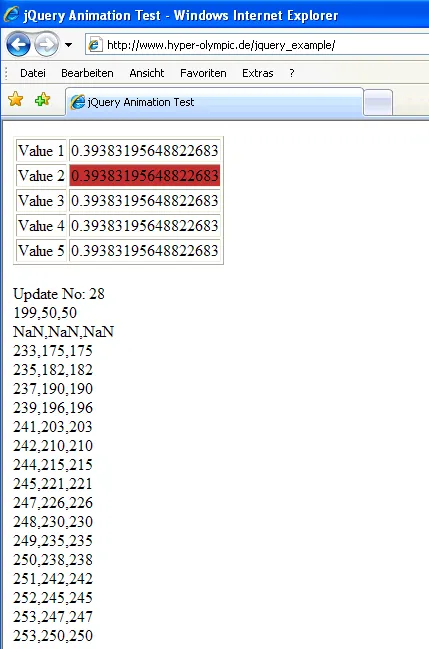 jQuery Animation Test - Windows Internet Explorer
http://www.hyper-olympic.de/jquery_example/
Datei Bearbeiten Ansicht Favoriten Extras ?
jQuery Animation Test
Value 1 0.39383195648822683
Value 2 0.39383195648822683
Value 3 0.39383195648822683
Value 4 0.39383195648822683
Value 5 0.39383195648822683
Update No: 28
199,50,50
NaN,NaN,NaN
233,175,175
235,182,182
237,190,190
239,196,196
241,203,203
242,210,210
244,215,215
245,221,221
247,226,226
248,230,230
249,235,235
250,238,238
251,242,242
252,245,245
253,247,247
253,250,250